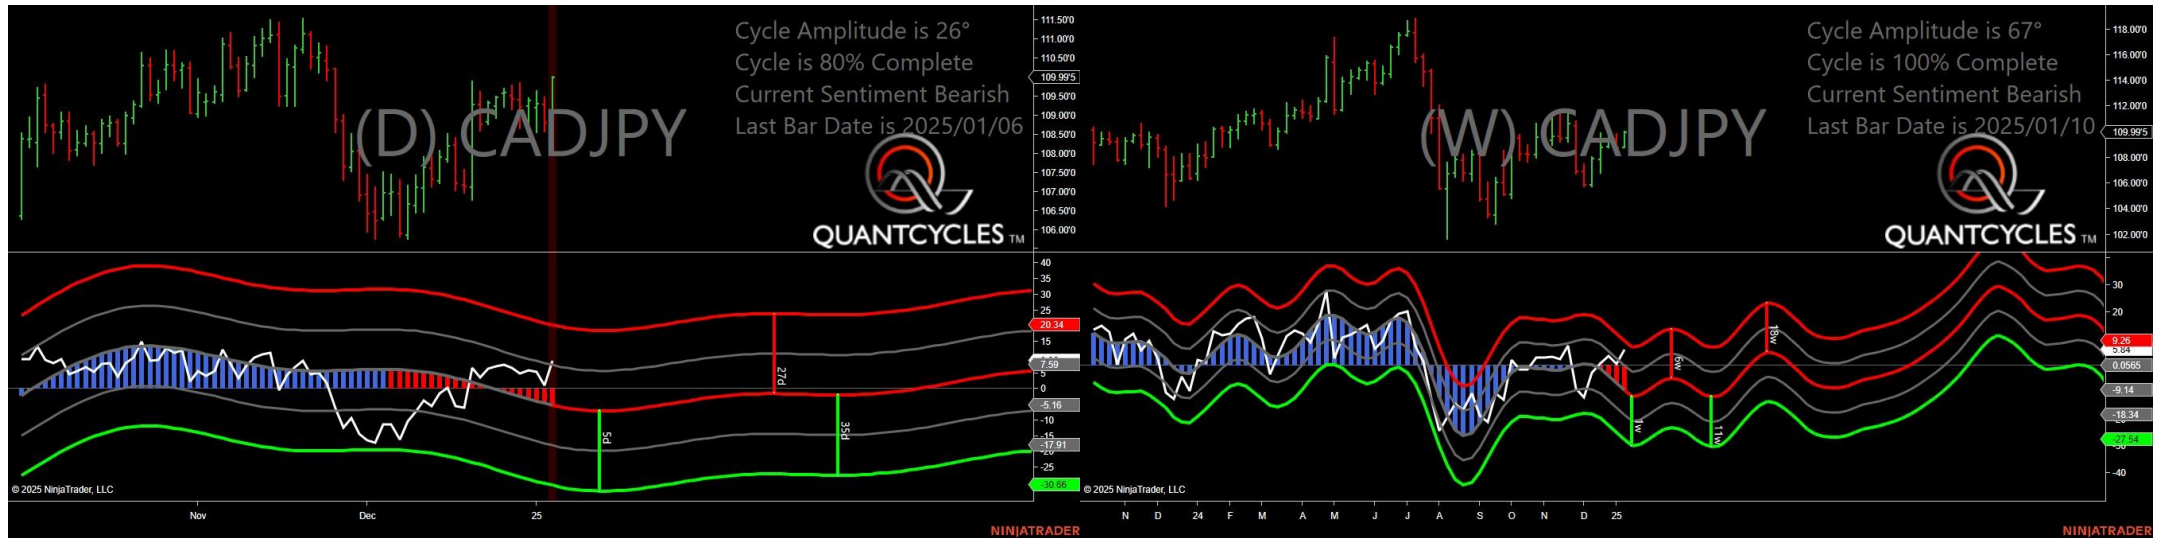 Cycle Amplitude is 26°
Cycle is 80% Complete
Current Sentiment Bearish
Last Bar Date is 2025/01/06
(D) CADJPY
QUANTCYCLES TM
111.50'0
111.00'0
110.50'0
109.99'5
109.50'0
109.00'0
108.50'0
108.00'0
107.50'0
107.00'0
106.50'0
106.00'0
40
35
30
25
20.34
15
7.59
5
0
-5.16
-10
-15
-17.91
-20
-25
-30.66
5d
27d
35d
© 2025 NinjaTrader, LLC
Nov
Dec
25
NINJATRADER
Cycle Amplitude is 67°
Cycle is 100% Complete
Current Sentiment Bearish
Last Bar Date is 2025/01/10
(W) CADJPY
QUANTCYCLES TM
118.00'0
116.00'0
114.00'0
112.00'0
109.99'5
108.00'0
106.00'0
104.00'0
102.00'0
30
20
9.26
5.84
0.0565
-9.14
-18.34
-27.54
-40
1w
6w
11w
18w
© 2025 NinjaTrader, LLC
N D 24 F M A M J J A S O N D 25
NINJATRADER